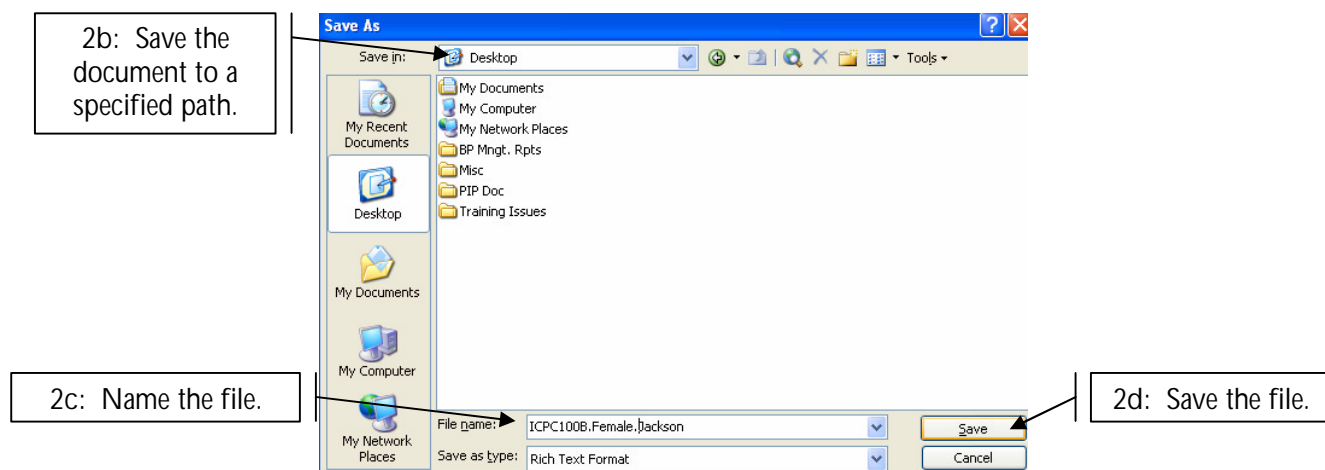 2b: Save the
document to a
specified path.
Save As
Save in:
Desktop
Tools
My Recent
Documents
Desktop
My Documents
My Computer
My Network
Places
My Documents
My Computer
My Network Places
BP Mngt. Rpts
Misc
PIP Doc
Training Issues
2c: Name the file.
File name:
ICPC100B.Female.Jackson
Save
Save as type:
Rich Text Format
Cancel
2d: Save the file.